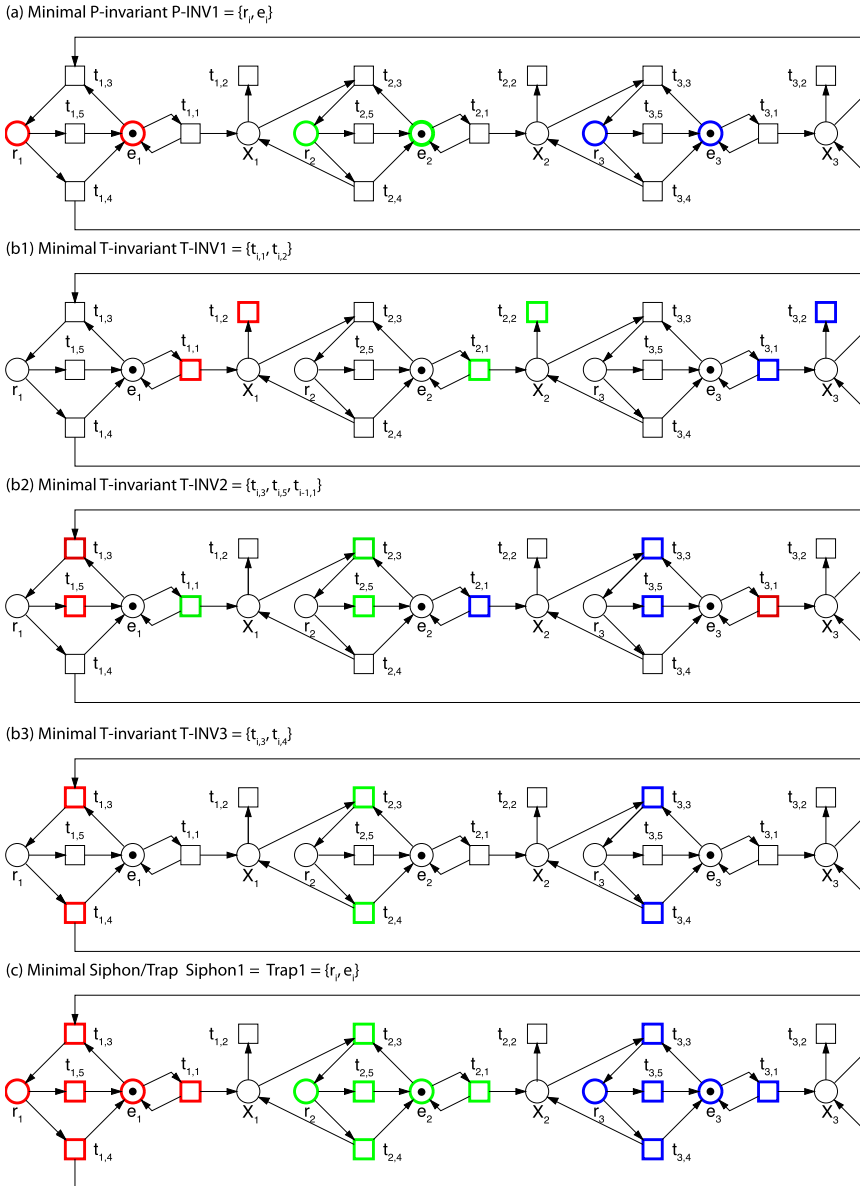 (a) Minimal P-invariant P-INV1 = {r_i, e_i}
t_1,3 t_1,2 t_2,3 t_2,2 t_3,3 t_3,2
t_1,5 t_1,1 t_2,5 t_2,1 t_3,5 t_3,1
r_1 e_1 X_1 r_2 e_2 X_2 r_3 e_3 X_3
t_1,4 t_2,4 t_3,4
(b1) Minimal T-invariant T-INV1 = {t_i,1, t_i,2}
t_1,3 t_1,2 t_2,3 t_2,2 t_3,3 t_3,2
t_1,5 t_1,1 t_2,5 t_2,1 t_3,5 t_3,1
r_1 e_1 X_1 r_2 e_2 X_2 r_3 e_3 X_3
t_1,4 t_2,4 t_3,4
(b2) Minimal T-invariant T-INV2 = {t_i,3, t_i,5, t_i-1,1}
t_1,3 t_1,2 t_2,3 t_2,2 t_3,3 t_3,2
t_1,5 t_1,1 t_2,5 t_2,1 t_3,5 t_3,1
r_1 e_1 X_1 r_2 e_2 X_2 r_3 e_3 X_3
t_1,4 t_2,4 t_3,4
(b3) Minimal T-invariant T-INV3 = {t_i,3, t_i,4}
t_1,3 t_1,2 t_2,3 t_2,2 t_3,3 t_3,2
t_1,5 t_1,1 t_2,5 t_2,1 t_3,5 t_3,1
r_1 e_1 X_1 r_2 e_2 X_2 r_3 e_3 X_3
t_1,4 t_2,4 t_3,4
(c) Minimal Siphon/Trap Siphon1 = Trap1 = {r_i, e_i}
t_1,3 t_1,2 t_2,3 t_2,2 t_3,3 t_3,2
t_1,5 t_1,1 t_2,5 t_2,1 t_3,5 t_3,1
r_1 e_1 X_1 r_2 e_2 X_2 r_3 e_3 X_3
t_1,4 t_2,4 t_3,4